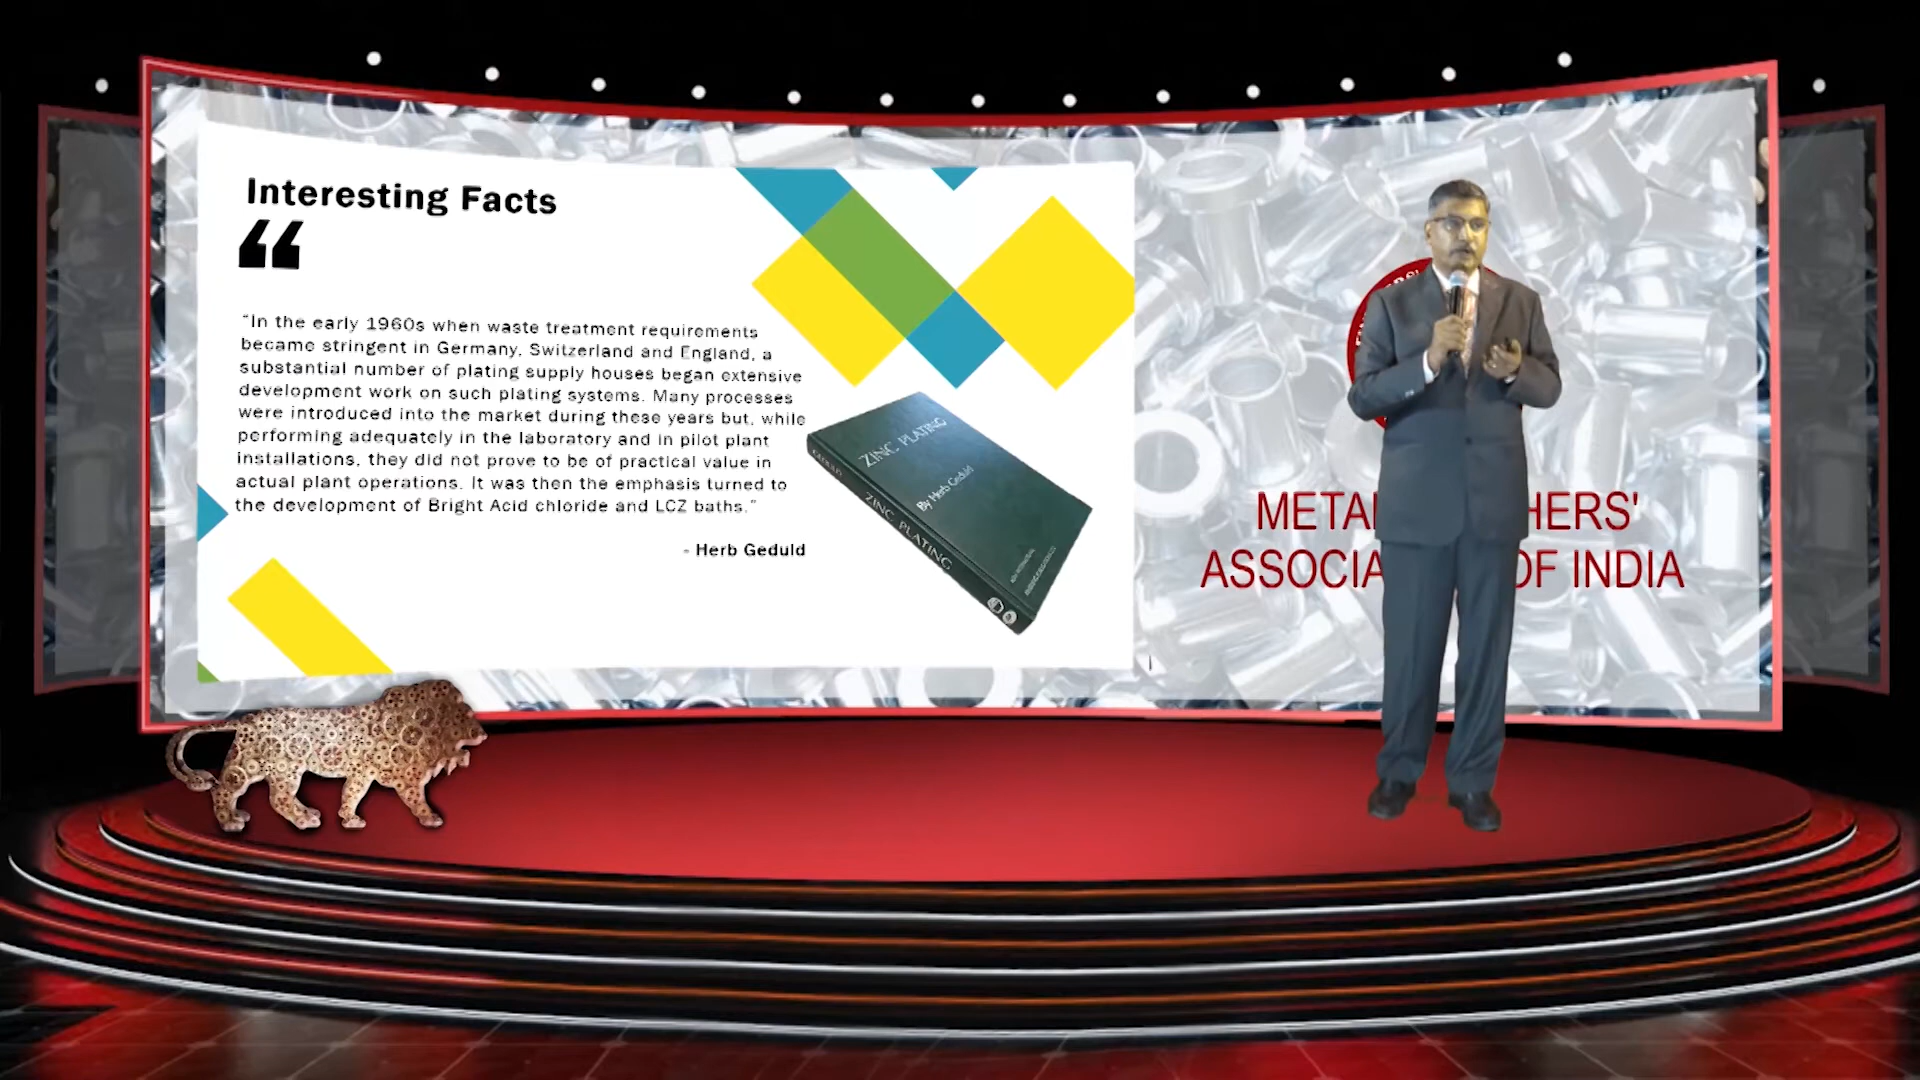 Interesting Facts
“
“In the early 1960s when waste treatment requirements
became stringent in Germany, Switzerland and England, a
substantial number of plating supply houses began extensive
development work on such plating systems. Many processes
were introduced into the market during these years but, while
performing adequately in the laboratory and in pilot plant
installations, they did not prove to be of practical value in
actual plant operations. It was then the emphasis turned to
the development of Bright Acid chloride and LCZ baths.”
- Herb Geduld
ZINC PLATING
By Herb Geduld
GEDULD
ZINC PLATING
META HERS'
ASSOCIA OF INDIA